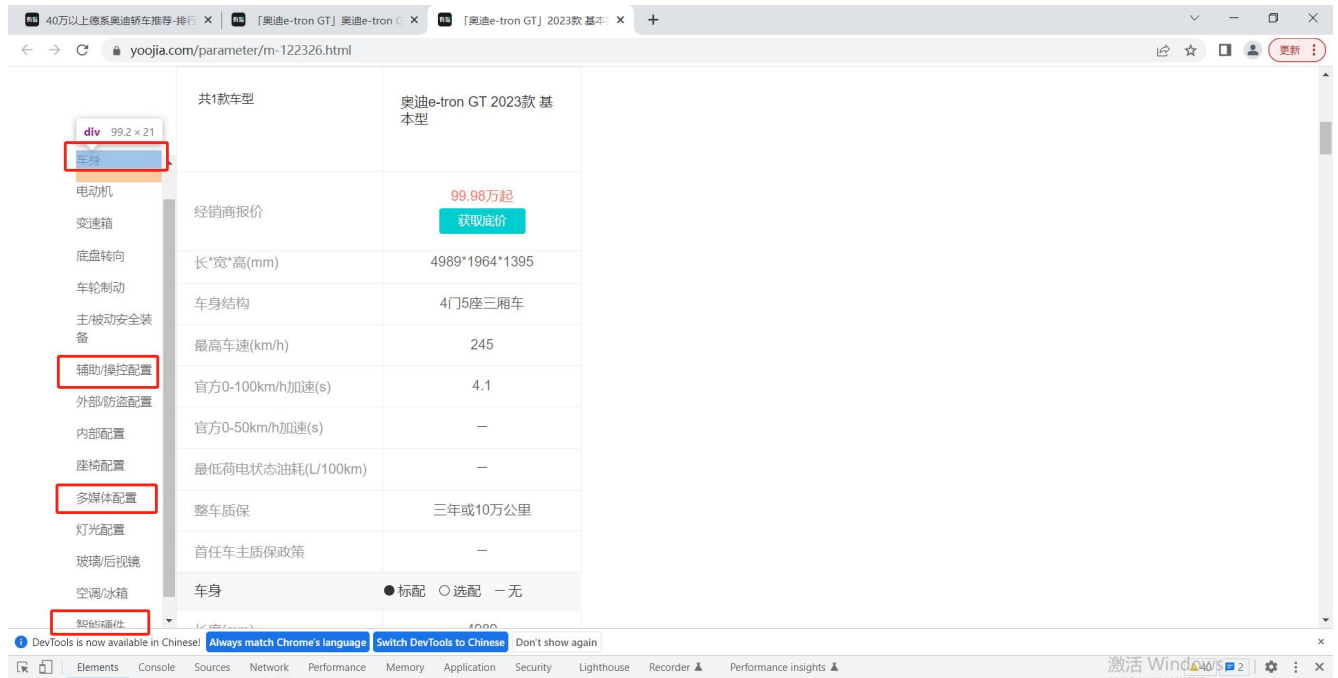 40万以上德系奥迪轿车推荐-排行
「奥迪e-tron GT」奥迪e-tron G
「奥迪e-tron GT」2023款 基本
yoojia.com/parameter/m-122326.html
更新
共1款车型
奥迪e-tron GT 2023款 基
本型
div 99.2 × 21
车身
电动机
变速箱
底盘转向
车轮制动
主/被动安全装
备
辅助/操控配置
外部/防盗配置
内部配置
座椅配置
多媒体配置
灯光配置
玻璃/后视镜
空调/冰箱
智能硬件
经销商报价
99.98万起
获取底价
长*宽*高(mm) 4989*1964*1395
车身结构 4门5座三厢车
最高车速(km/h) 245
官方0-100km/h加速(s) 4.1
官方0-50km/h加速(s) －
最低荷电状态油耗(L/100km) －
整车质保 三年或10万公里
首任车主质保政策 －
车身 ●标配 ○选配 －无
长度(mm) 4989
DevTools is now available in Chinese! Always match Chrome's language Switch DevTools to Chinese Don't show again
Elements Console Sources Network Performance Memory Application Security Lighthouse Recorder Performance insights
激活 Windows
40 2